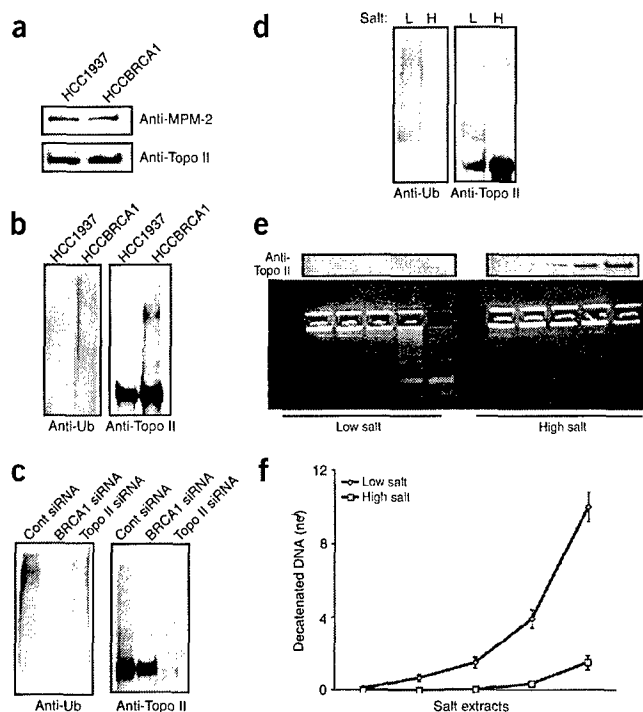 a
HCC1937
HCCBRCA1
Anti-MPM-2
Anti-Topo II
b
HCC1937
HCCBRCA1
HCC1937
HCCBRCA1
Anti-Ub
Anti-Topo II
c
Cont siRNA
BRCA1 siRNA
Topo II siRNA
Cont siRNA
BRCA1 siRNA
Topo II siRNA
Anti-Ub
Anti-Topo II
d
Salt: L H L H
Anti-Ub
Anti-Topo II
e
Anti-
Topo II
Low salt
High salt
f
Low salt
High salt
Decatenated DNA
12
8
4
0
Salt extracts